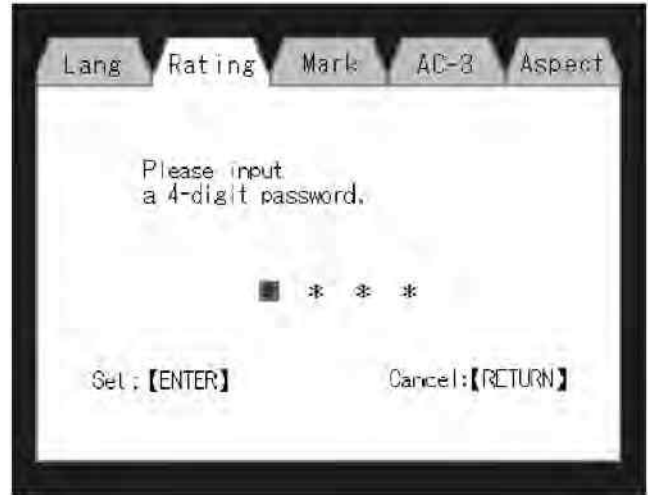 Lang Rating Mark AC-3 Aspect
Please input
a 4-digit password.
* * *
Set:【ENTER】 Cancel:【RETURN】